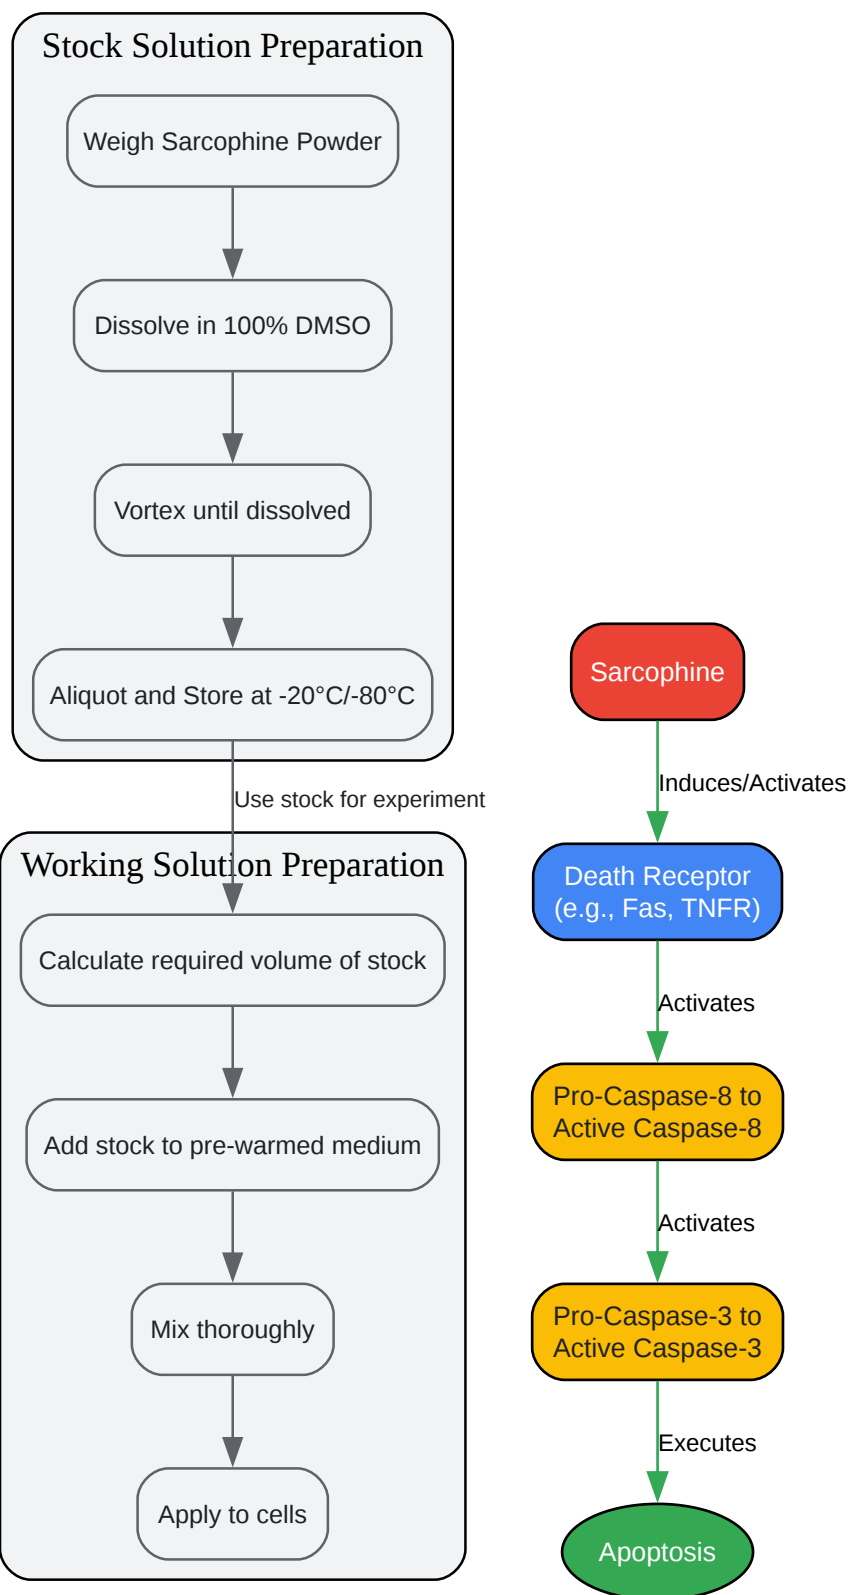 Stock Solution Preparation
Weigh Sarcophine Powder
Dissolve in 100% DMSO
Vortex until dissolved
Aliquot and Store at -20°C/-80°C
Use stock for experiment
Working Solution Preparation
Calculate required volume of stock
Add stock to pre-warmed medium
Mix thoroughly
Apply to cells
Sarcophine
Induces/Activates
Death Receptor
(e.g., Fas, TNFR)
Activates
Pro-Caspase-8 to
Active Caspase-8
Activates
Pro-Caspase-3 to
Active Caspase-3
Executes
Apoptosis